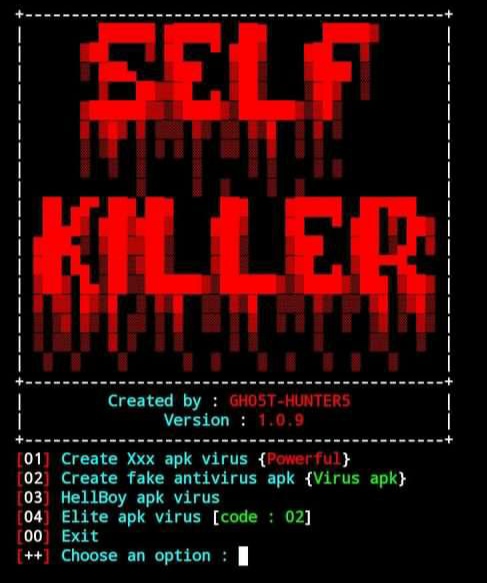 SELF
KILLER
Created by : GH05T-HUNTER5
Version : 1.0.9
[01] Create Xxx apk virus {Powerful}
[02] Create fake antivirus apk {Virus apk}
[03] HellBoy apk virus
[04] Elite apk virus [code : 02]
[00] Exit
[++] Choose an option :